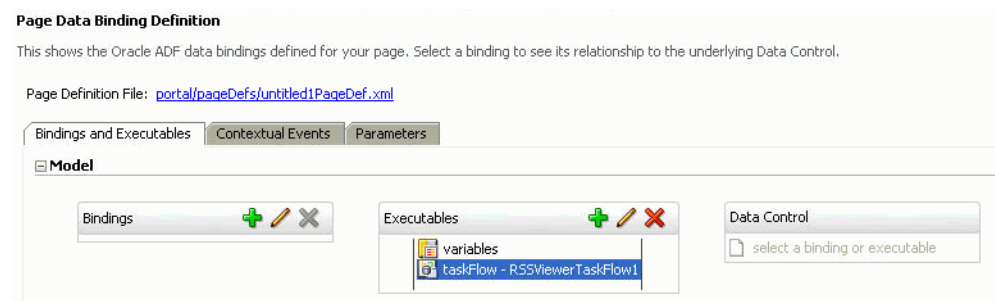 Page Data Binding Definition
This shows the Oracle ADF data bindings defined for your page. Select a binding to see its relationship to the underlying Data Control.
Page Definition File: portal/pageDefs/untitled1PageDef.xml
Bindings and Executables Contextual Events Parameters
Model
Bindings Executables Data Control
variables select a binding or executable
taskFlow - RSSViewerTaskFlow1